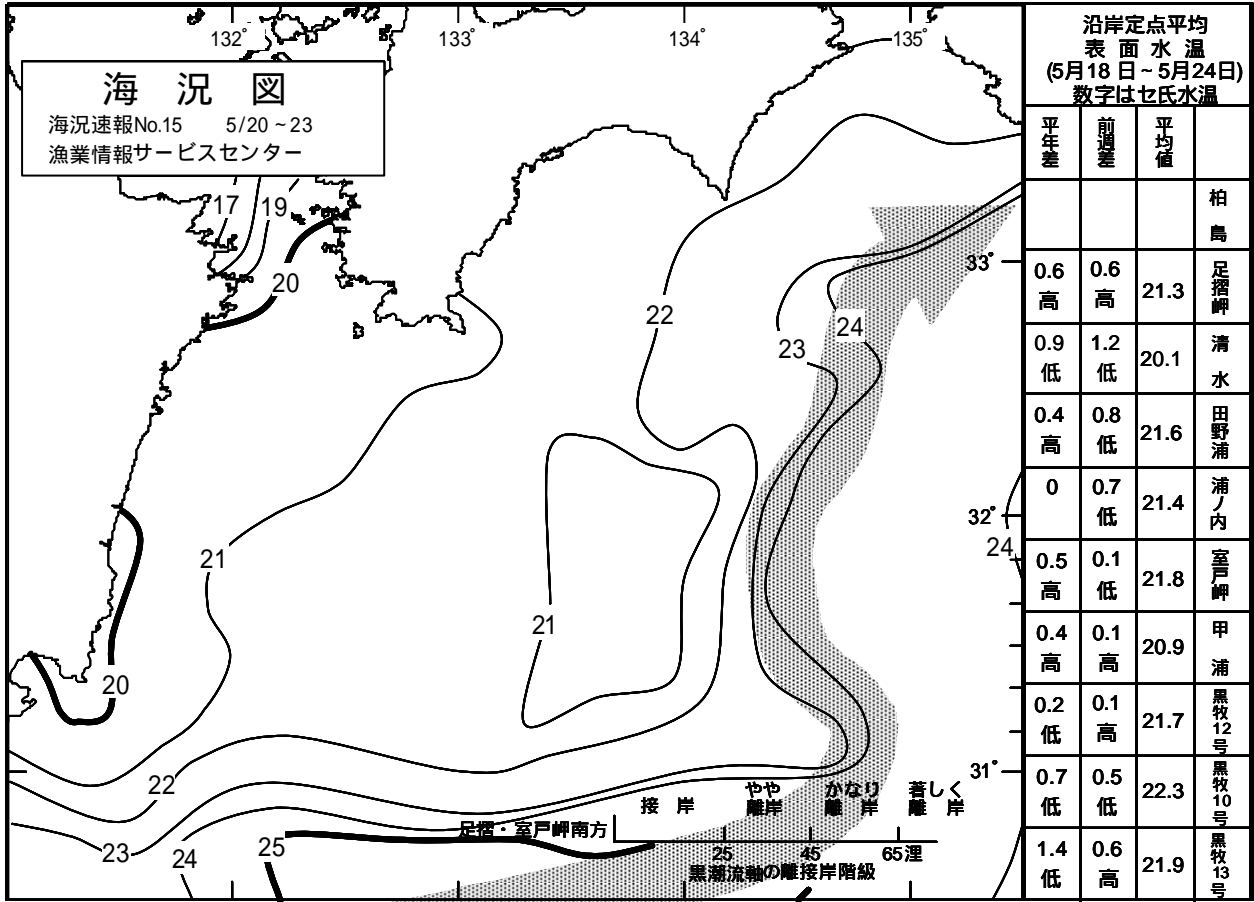 132°
133°
134°
135°
海 況 図
海況速報No.15 5/20～23
漁業情報サービスセンター
17
19
20
33°
22
24
23
32°
24
21
21
20
31°
22
23
24
25
接 岸
やや離岸
かなり離岸
著しく離岸
足摺・室戸岬南方
25
45
65浬
黒潮流軸の離接岸階級
沿岸定点平均
表 面 水 温
(5月18 日～5月24日)
数字はセ氏水温
平年差 前週差 平均値
柏島
0.6高 0.6高 21.3 足摺岬
0.9低 1.2低 20.1 清水
0.4高 0.8低 21.6 田野浦
0 0.7低 21.4 浦ノ内
0.5高 0.1低 21.8 室戸岬
0.4高 0.1高 20.9 甲浦
0.2低 0.1高 21.7 黒牧12号
0.7低 0.5低 22.3 黒牧10号
1.4低 0.6高 21.9 黒牧13号